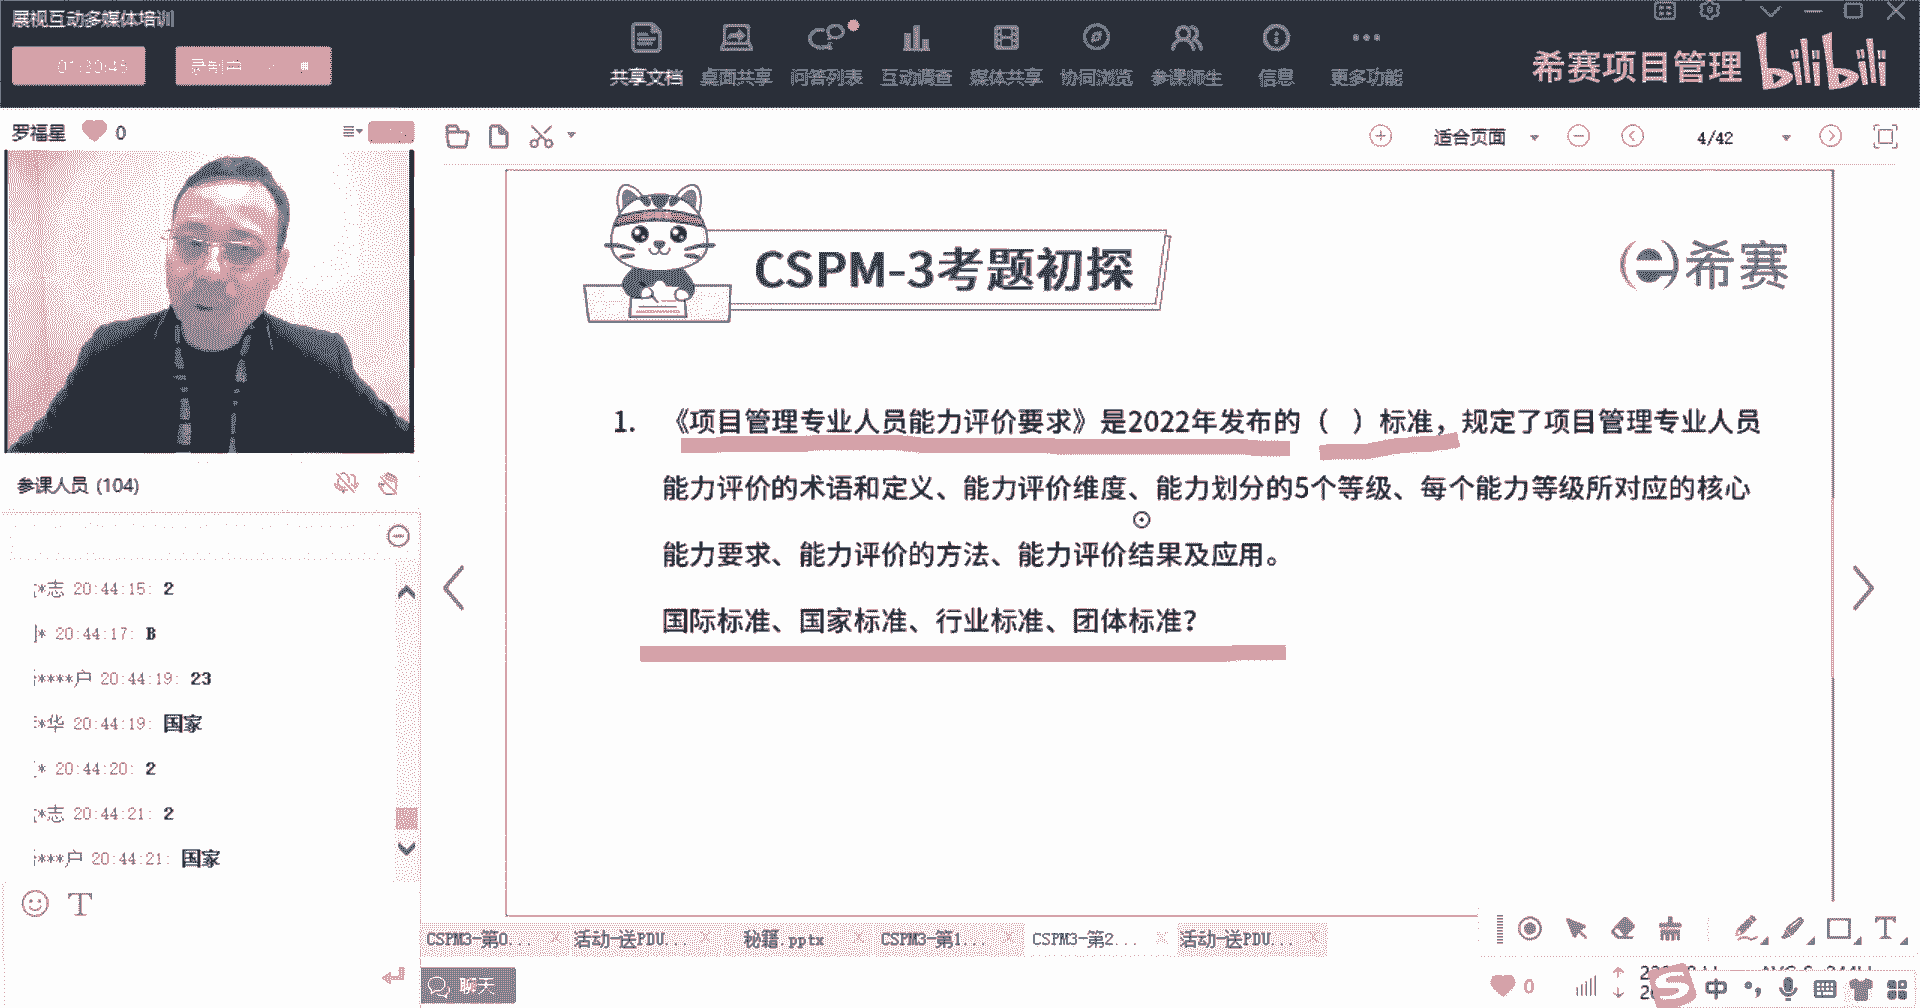 展视互动多媒体培训
01:30:45
录制中
共享文档 桌面共享 问答列表 互动调查 媒体共享 协同浏览 参课师生 信息 更多功能
希赛项目管理 bilibili
罗福星 0
适合页面
4/42
CSPM-3考题初探
希赛
1. 《项目管理专业人员能力评价要求》是2022年发布的（ ）标准，规定了项目管理专业人员
能力评价的术语和定义、能力评价维度、能力划分的5个等级、每个能力等级所对应的核心
能力要求、能力评价的方法、能力评价结果及应用。
国际标准、国家标准、行业标准、团体标准？
参课人员 (104)
*志 20:44:15: 2
* 20:44:17: B
****户 20:44:19: 23
*华 20:44:19: 国家
* 20:44:20: 2
*志 20:44:21: 2
***户 20:44:21: 国家
T
CSPM3-第0... 活动-送PDU... 秘籍.pptx CSPM3-第1... CSPM3-第2... 活动-送PDU...
聊天
0
中